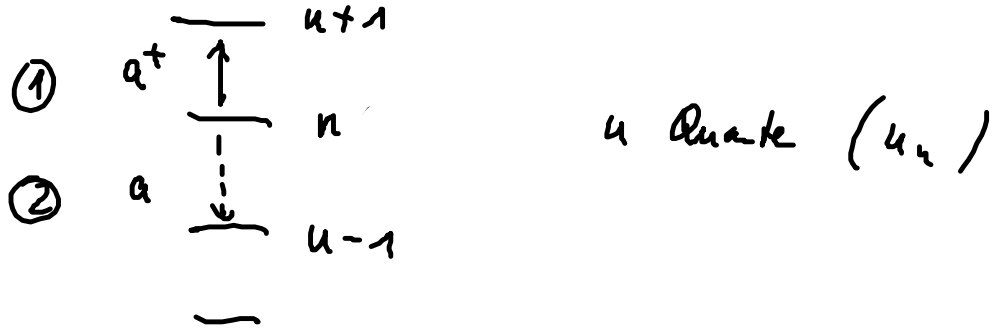 n+1
① a⁺
n
n Quante (uₙ)
② a
n-1